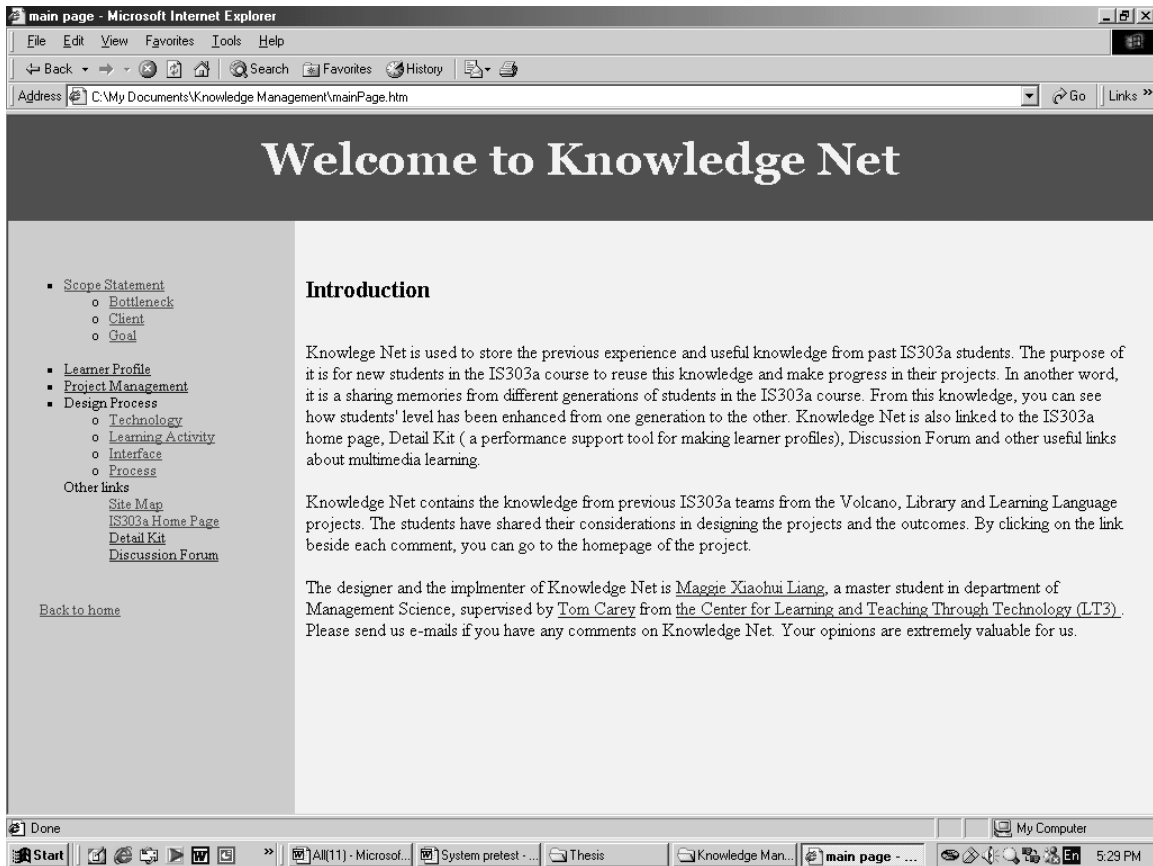 main page - Microsoft Internet Explorer
File Edit View Favorites Tools Help
Back Search Favorites History
Address C:\My Documents\Knowledge Management\mainPage.htm Go Links »
Welcome to Knowledge Net
Scope Statement
Bottleneck
Client
Goal
Learner Profile
Project Management
Design Process
Technology
Learning Activity
Interface
Process
Other links
Site Map
IS303a Home Page
Detail Kit
Discussion Forum
Back to home
Introduction
Knowlege Net is used to store the previous experience and useful knowledge from past IS303a students. The purpose of
it is for new students in the IS303a course to reuse this knowledge and make progress in their projects. In another word,
it is a sharing memories from different generations of students in the IS303a course. From this knowledge, you can see
how students' level has been enhanced from one generation to the other. Knowledge Net is also linked to the IS303a
home page, Detail Kit ( a performance support tool for making learner profiles), Discussion Forum and other useful links
about multimedia learning.
Knowledge Net contains the knowledge from previous IS303a teams from the Volcano, Library and Learning Language
projects. The students have shared their considerations in designing the projects and the outcomes. By clicking on the link
beside each comment, you can go to the homepage of the project.
The designer and the implmenter of Knowledge Net is Maggie Xiaohui Liang, a master student in department of
Management Science, supervised by Tom Carey from the Center for Learning and Teaching Through Technology (LT3) .
Please send us e-mails if you have any comments on Knowledge Net. Your opinions are extremely valuable for us.
Done My Computer
Start » All(11) - Microsof... System pretest - ... Thesis Knowledge Man... main page - ... En 5:29 PM